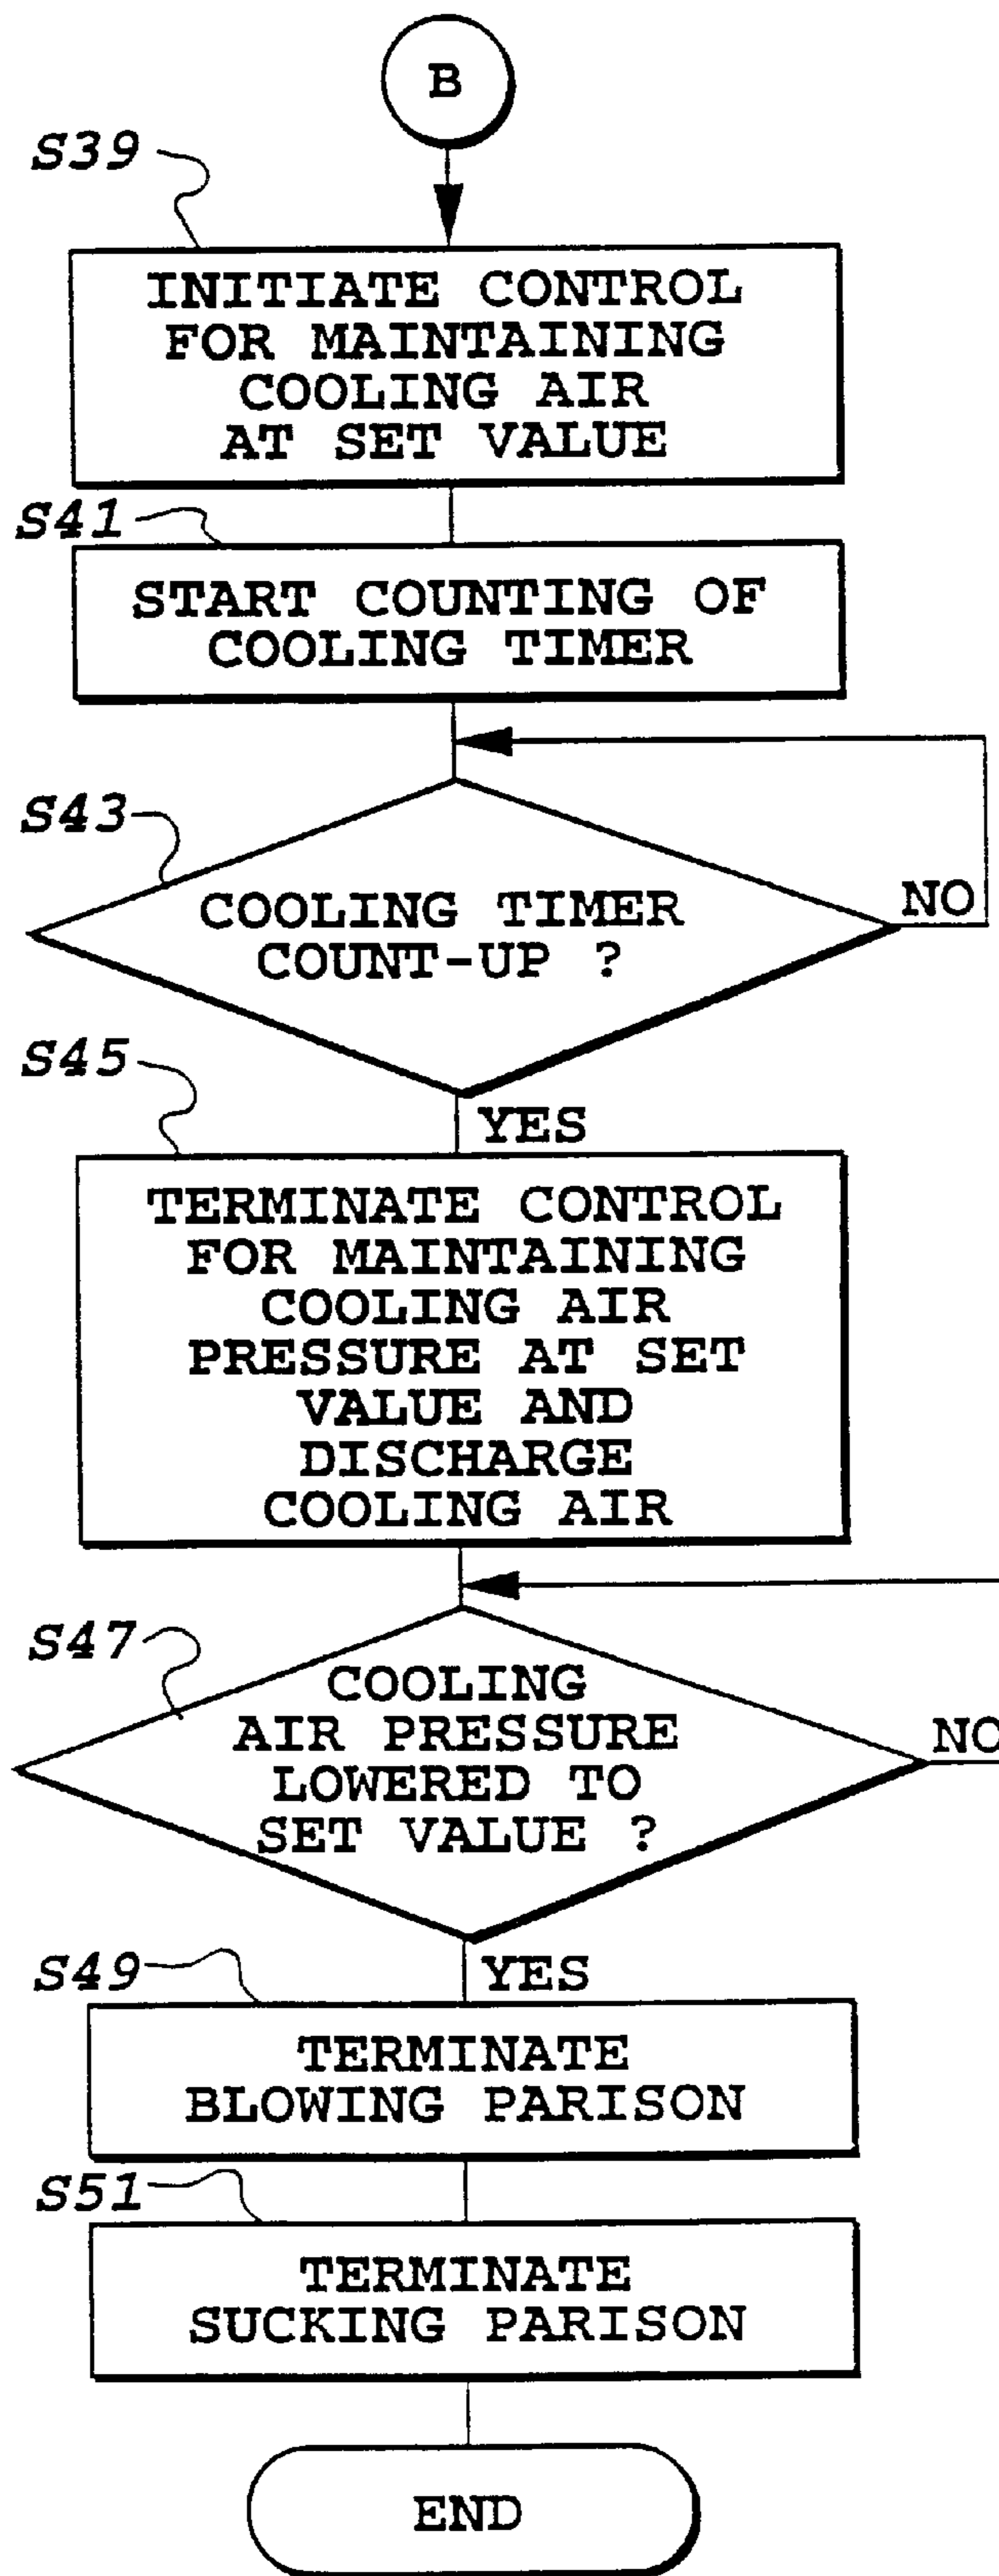 B
S39
INITIATE CONTROL
FOR MAINTAINING
COOLING AIR
AT SET VALUE
S41
START COUNTING OF
COOLING TIMER
S43
COOLING TIMER
COUNT-UP ?
NO
S45
YES
TERMINATE CONTROL
FOR MAINTAINING
COOLING AIR
PRESSURE AT SET
VALUE AND
DISCHARGE
COOLING AIR
S47
COOLING
AIR PRESSURE
LOWERED TO
SET VALUE ?
NO
S49
YES
TERMINATE
BLOWING PARISON
S51
TERMINATE
SUCKING PARISON
END